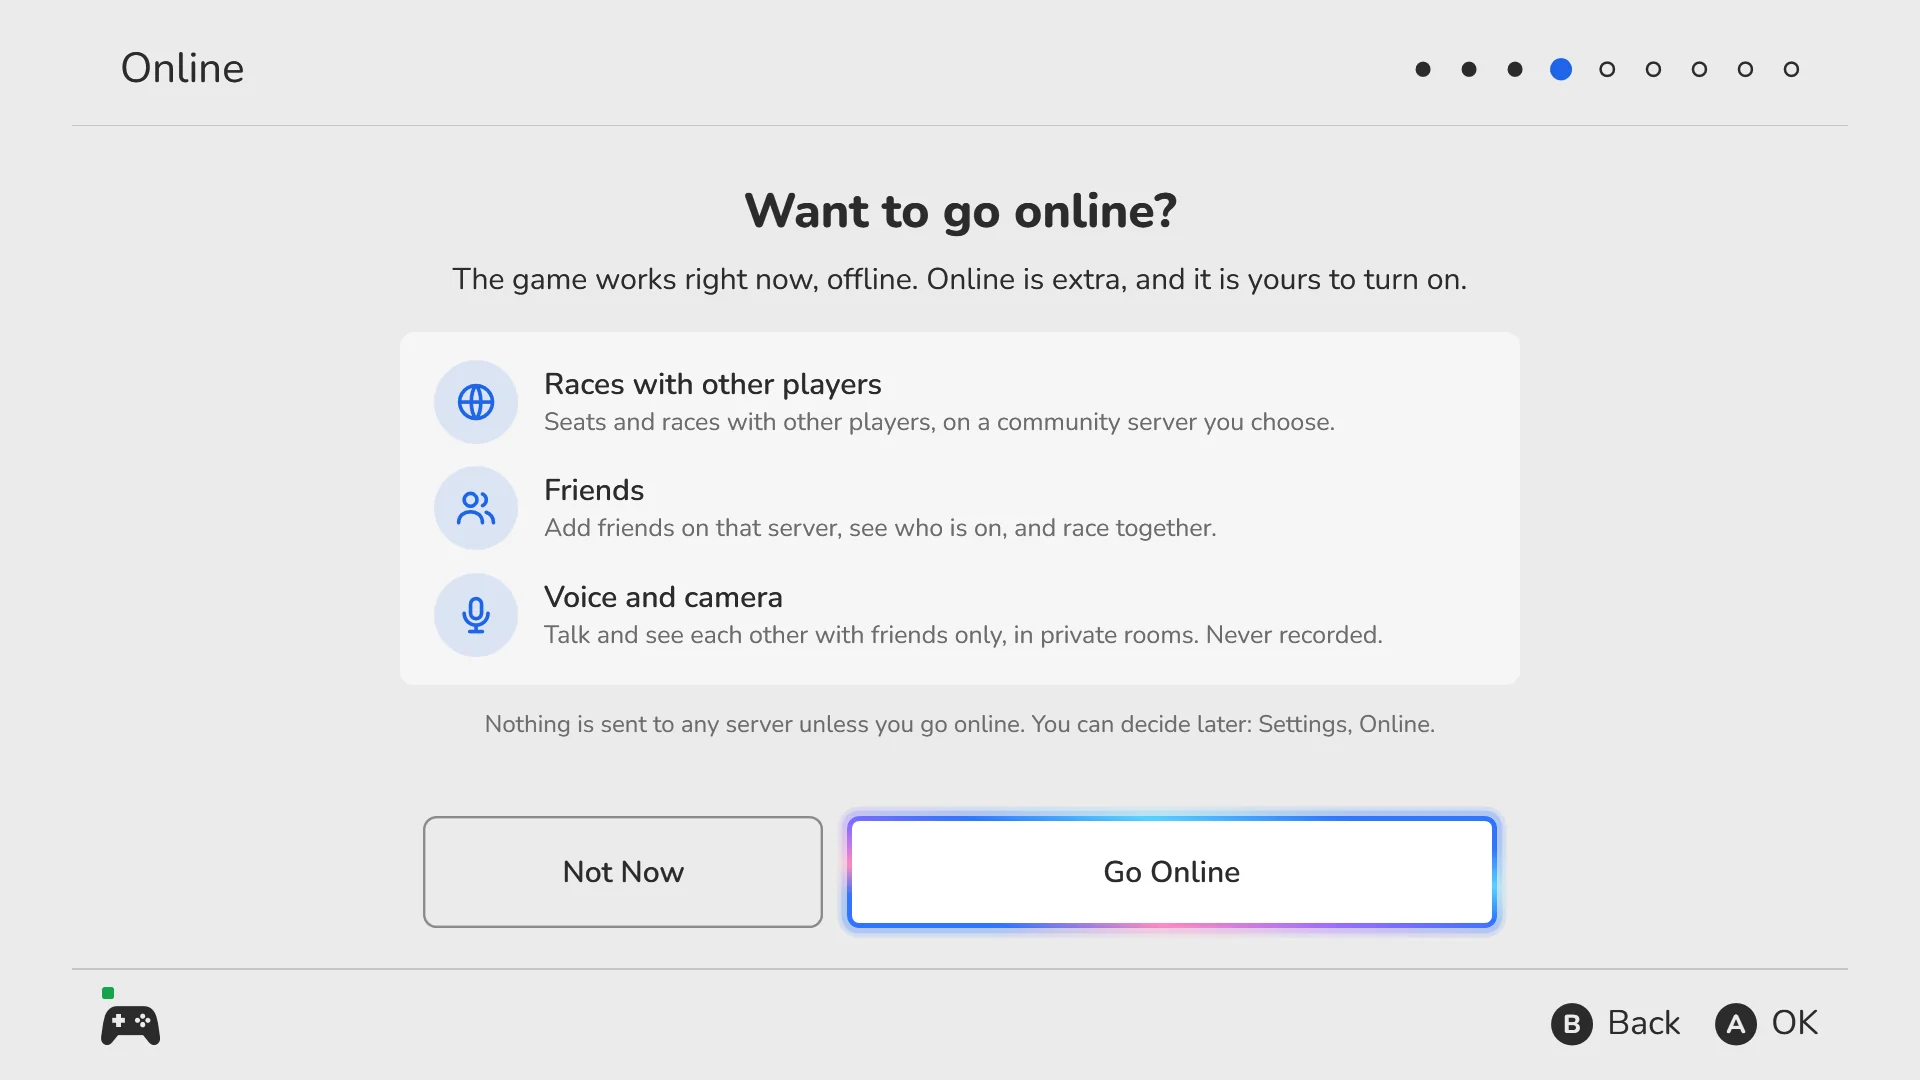 Online
Want to go online?
The game works right now, offline. Online is extra, and it is yours to turn on.
Races with other players
Seats and races with other players, on a community server you choose.
Friends
Add friends on that server, see who is on, and race together.
Voice and camera
Talk and see each other with friends only, in private rooms. Never recorded.
Nothing is sent to any server unless you go online. You can decide later: Settings, Online.
Not Now
Go Online
B Back A OK